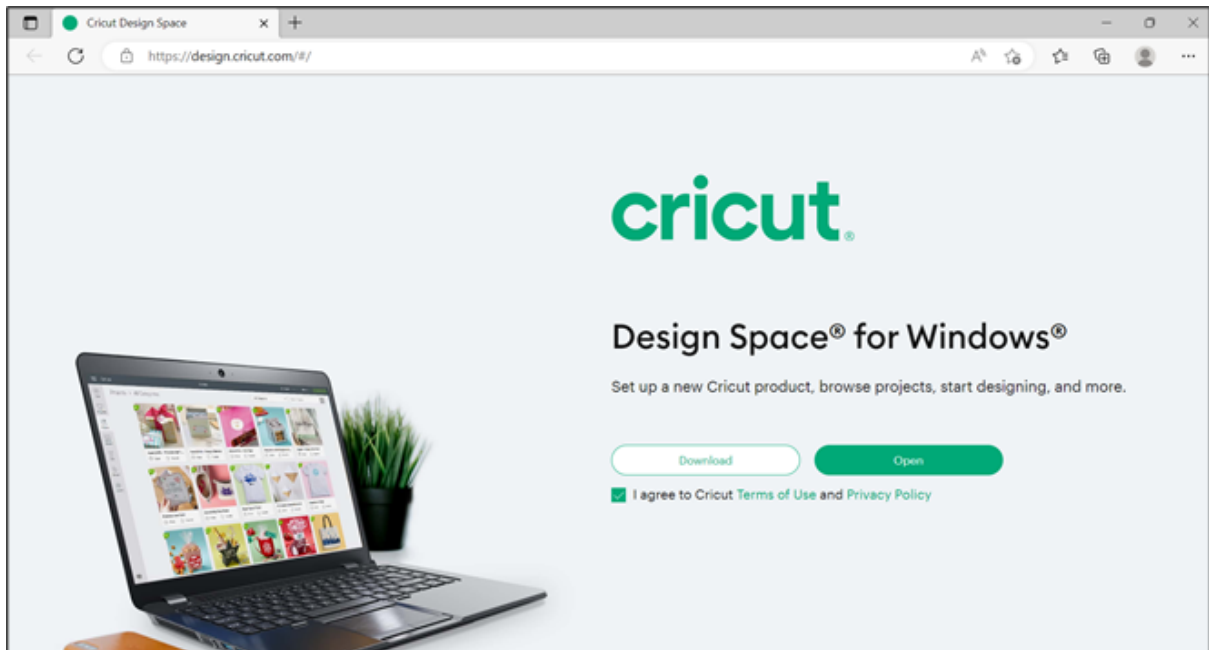 Cricut Design Space
https://design.cricut.com/#/
cricut®
Design Space® for Windows®
Set up a new Cricut product, browse projects, start designing, and more.
Download Open
I agree to Cricut Terms of Use and Privacy Policy